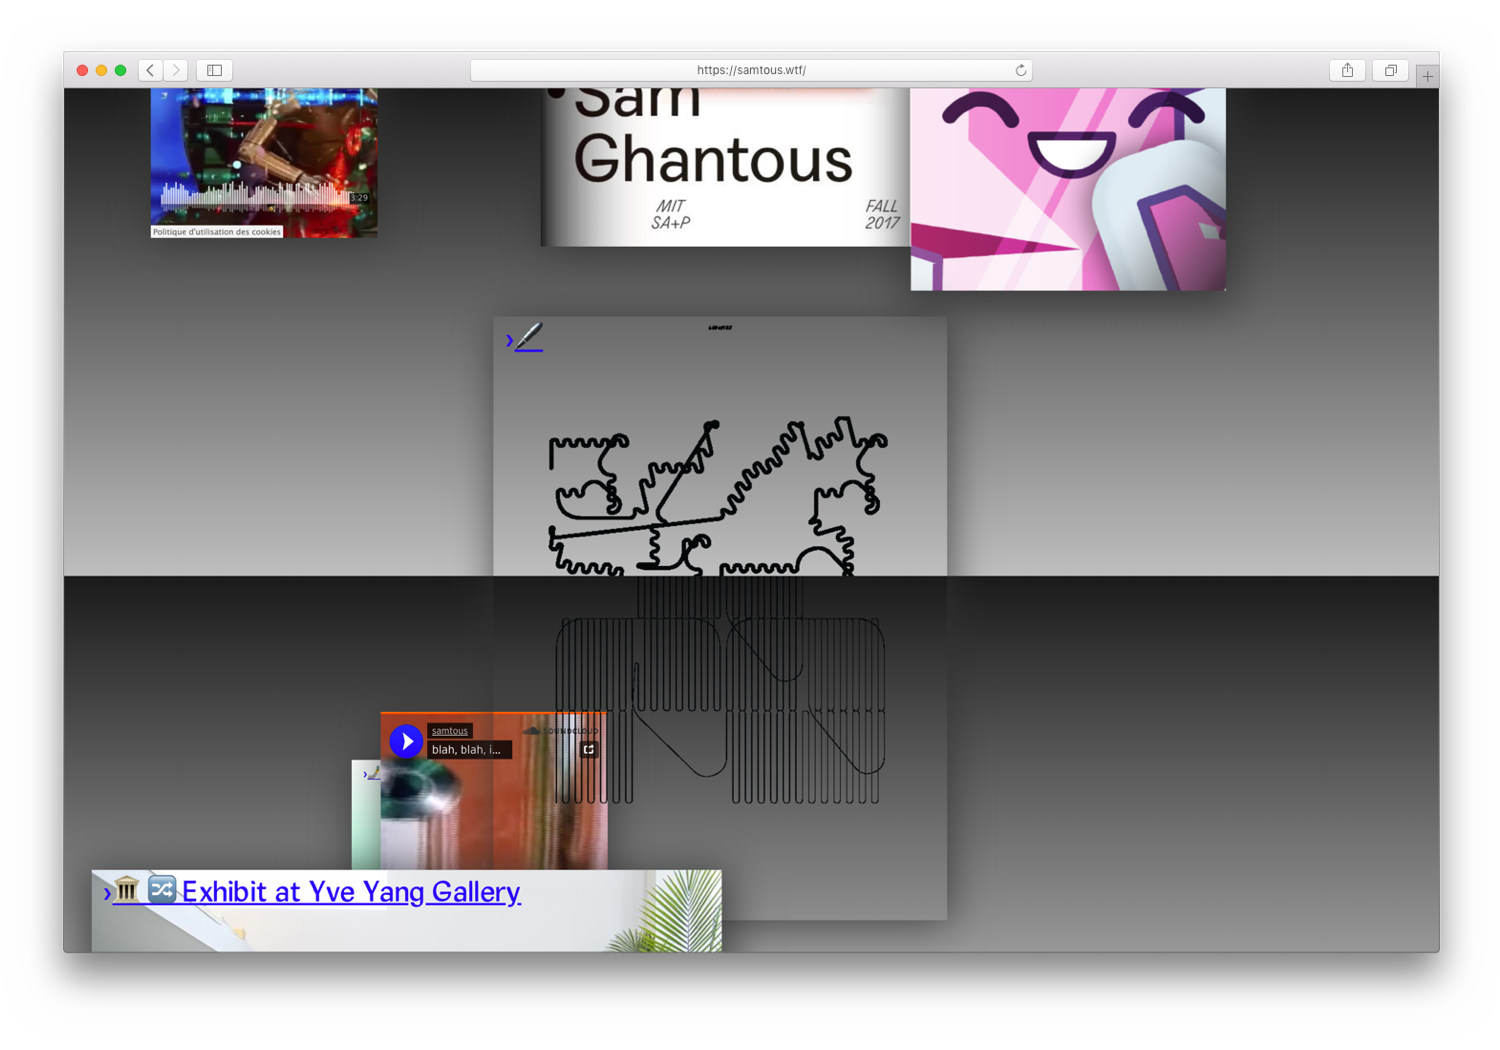 https://samtous.wtf/
Sam
Ghantous
MIT
SA+P
FALL
2017
3:29
Politique d'utilisation des cookies
samtous
SOUNDCLOUD
blah, blah, i...
Exhibit at Yve Yang Gallery